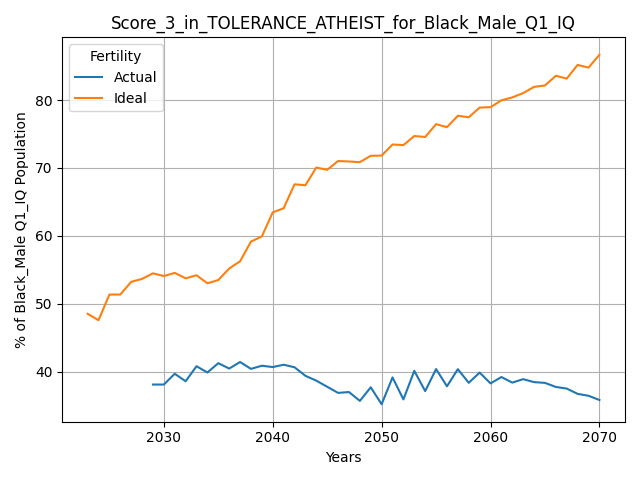 Score_3_in_TOLERANCE_ATHEIST_for_Black_Male_Q1_IQ
Fertility
Actual
Ideal
80
70
60
50
40
% of Black_Male Q1_IQ Population
2030 2040 2050 2060 2070
Years